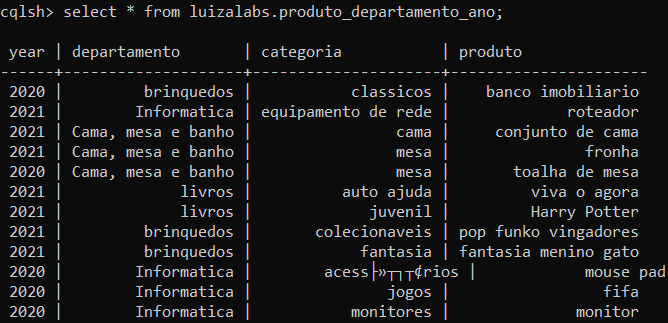 cqlsh> select * from luizalabs.produto_departamento_ano;
year | departamento | categoria | produto
------+--------------------+---------------------+----------------------
2020 | brinquedos | classicos | banco imobiliario
2021 | Informatica | equipamento de rede | roteador
2021 | Cama, mesa e banho | cama | conjunto de cama
2021 | Cama, mesa e banho | mesa | fronha
2020 | Cama, mesa e banho | mesa | toalha de mesa
2021 | livros | auto ajuda | viva o agora
2021 | livros | juvenil | Harry Potter
2021 | brinquedos | colecionaveis | pop funko vingadores
2021 | brinquedos | fantasia | fantasia menino gato
2020 | Informatica | acess├»┬┐┬¢rios | mouse pad
2020 | Informatica | jogos | fifa
2020 | Informatica | monitores | monitor